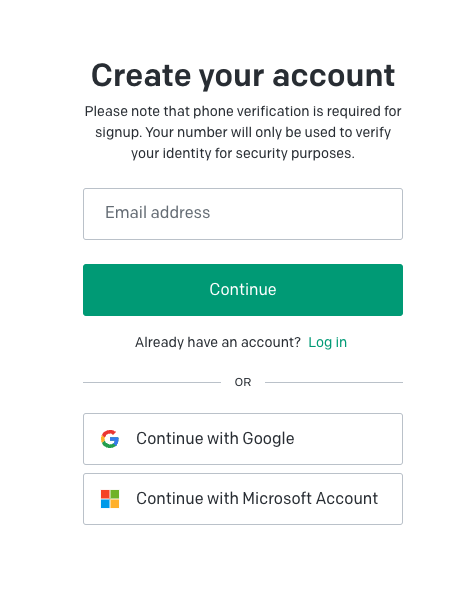 Create your account
Please note that phone verification is required for
signup. Your number will only be used to verify
your identity for security purposes.
Email address
Continue
Already have an account? Log in
OR
Continue with Google
Continue with Microsoft Account